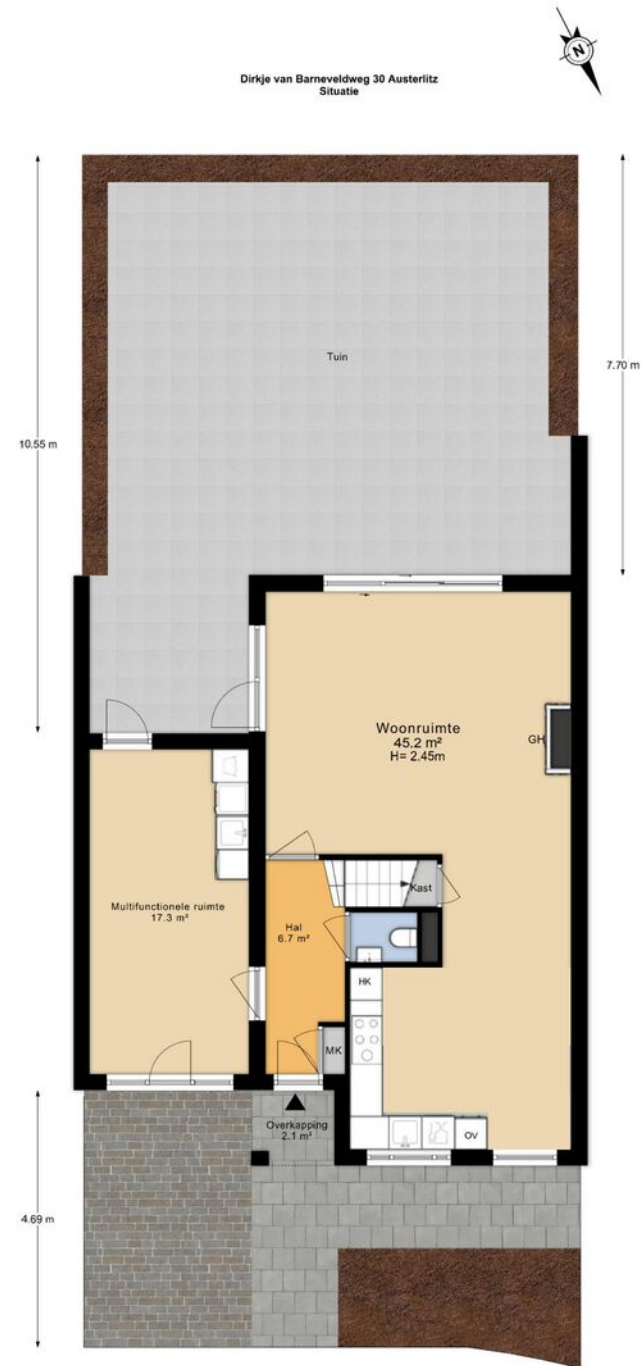 N
Dirkje van Barneveldweg 30 Austerlitz
Situatie
Tuin
7.70 m
10.55 m
Woonruimte
45.2 m²
H= 2.45m
GH
Kast
Multifunctionele ruimte
17.3 m²
Hal
6.7 m²
HK
MK
Overkapping
2.1 m²
OV
4.69 m